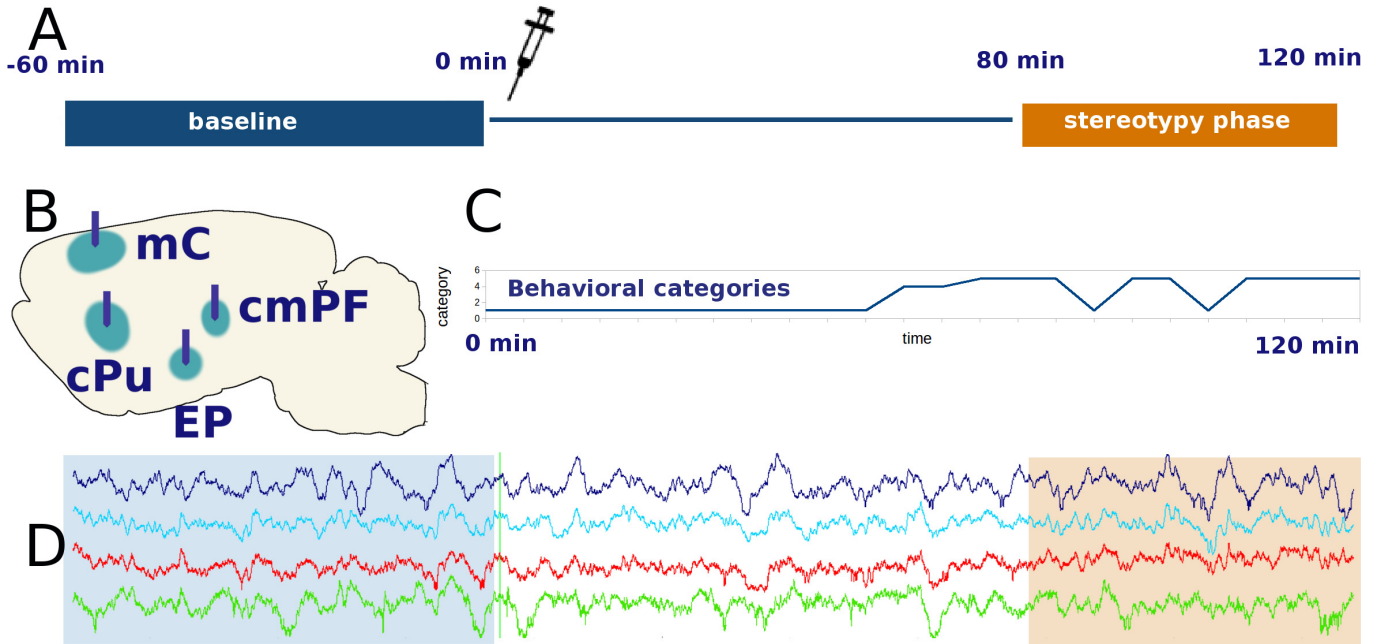 A
-60 min
0 min
80 min
120 min
baseline
stereotypy phase
B
mC
cmPF
cPu
EP
C
category
6
4
2
0
Behavioral categories
0 min
time
120 min
D